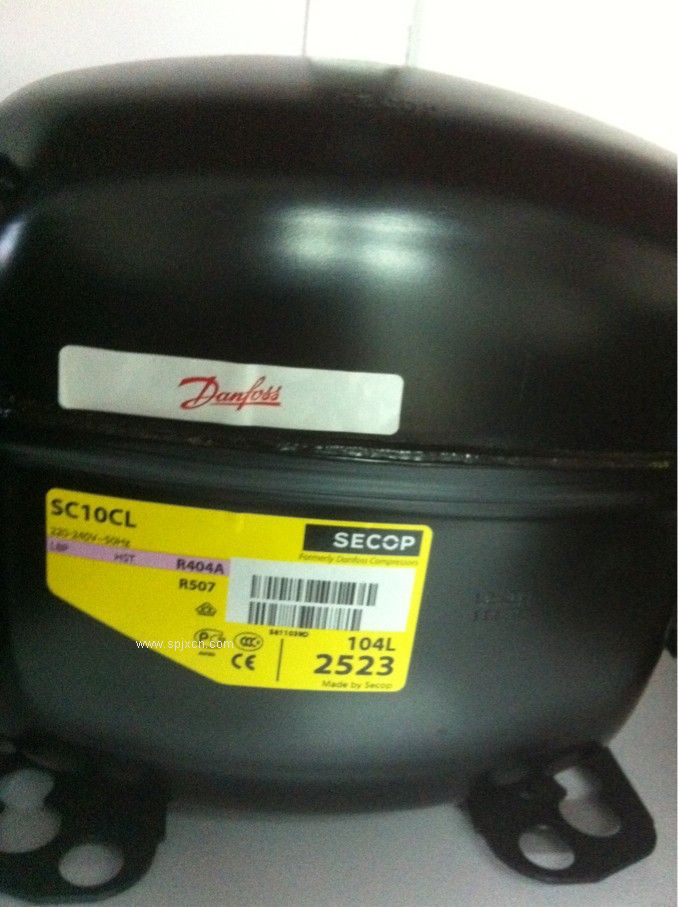 Danfoss
SC10CL
SECOP
220-240V~50Hz
Formerly Danfoss Compressors
LBP HST R404A
R507
104L
www.spjxcn.com
CE
2523
Made by Secop